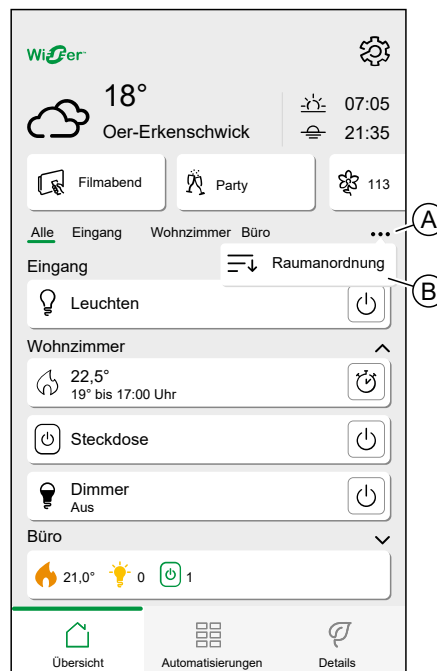 Wiser
18°
07:05
Oer-Erkenschwick
21:35
Filmabend
Party
113
Alle Eingang Wohnzimmer Büro
A
Raumanordnung
B
Eingang
Leuchten
Wohnzimmer
22,5°
19° bis 17:00 Uhr
Steckdose
Dimmer
Aus
Büro
21,0° 0 1
Übersicht Automatisierungen Details